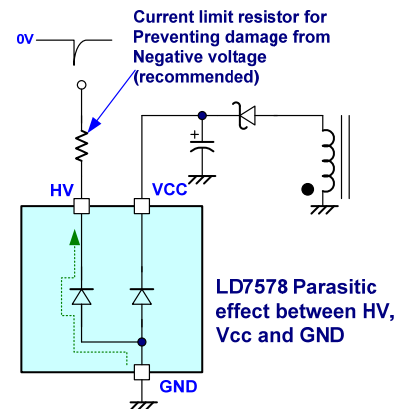 Current limit resistor for
Preventing damage from
Negative voltage
(recommended)
0V
HV
VCC
+
GND
LD7578 Parasitic
effect between HV,
Vcc and GND